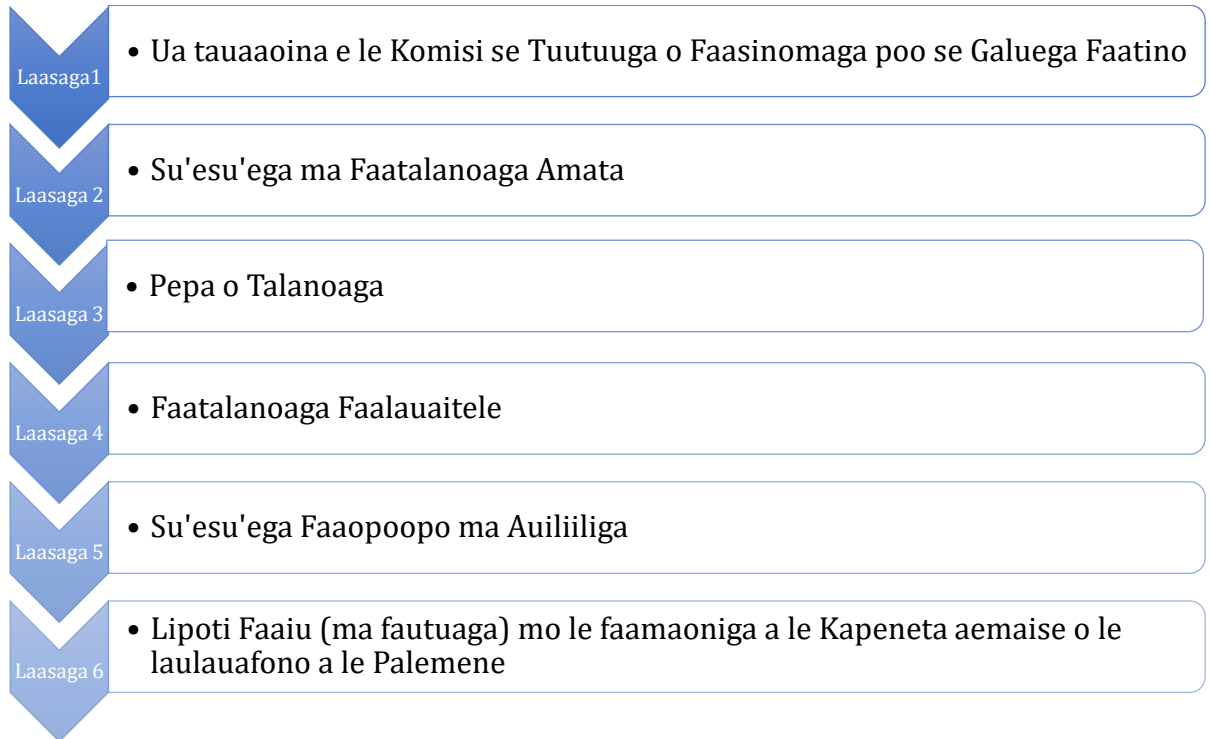 Laasaga1
• Ua tauaaoina e le Komisi se Tuutuuga o Faasinomaga poo se Galuega Faatino
Laasaga 2
• Su'esu'ega ma Faatalanoaga Amata
Laasaga 3
• Pepa o Talanoaga
Laasaga 4
• Faatalanoaga Faalauaitele
Laasaga 5
• Su'esu'ega Faaopoopo ma Auiliiliga
Laasaga 6
• Lipoti Faaiu (ma fautuaga) mo le faamaoniga a le Kapeneta aemaise o le
laulauafono a le Palemene